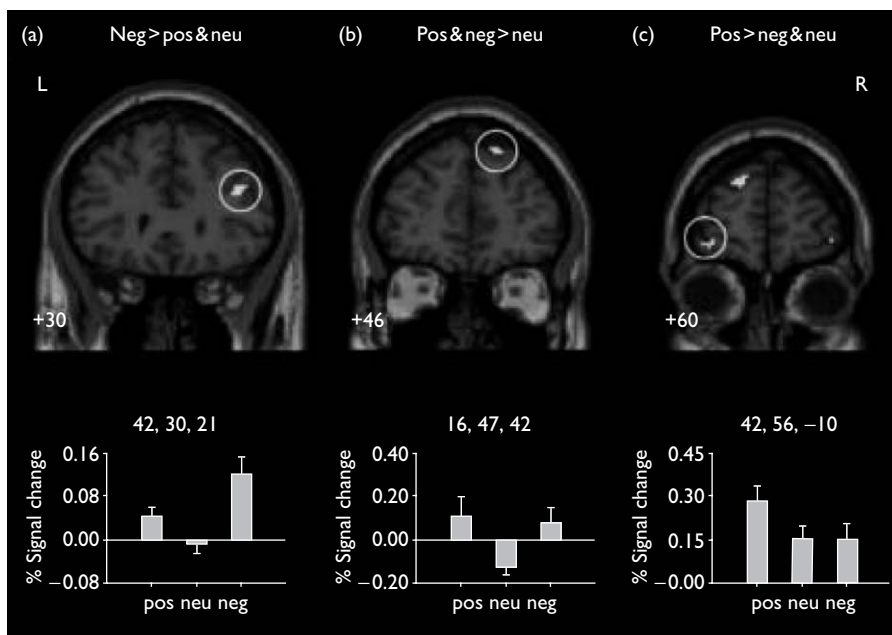 (a) Neg>pos&neu
(b) Pos&neg>neu
(c) Pos>neg&neu
L
R
+30
+46
+60
42, 30, 21
16, 47, 42
42, 56, −10
% Signal change
0.16
0.08
0.00
−0.08
pos neu neg
% Signal change
0.40
0.20
0.00
−0.20
pos neu neg
% Signal change
0.45
0.30
0.15
−0.00
pos neu neg